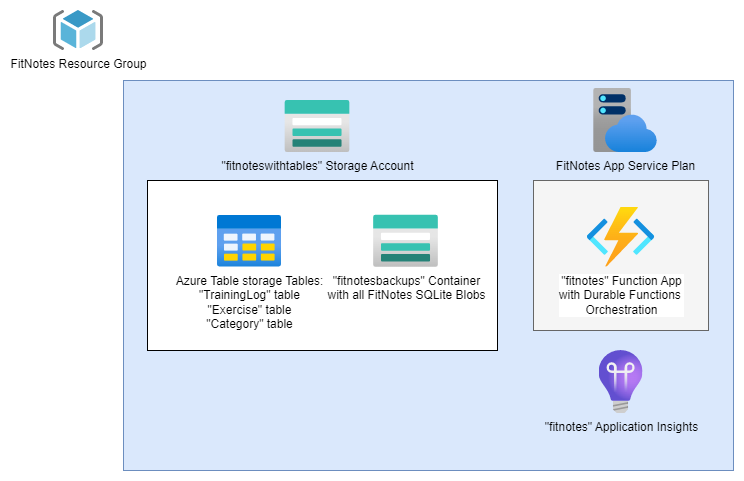 FitNotes Resource Group
"fitnoteswithtables" Storage Account
FitNotes App Service Plan
Azure Table storage Tables:
"TrainingLog" table
"Exercise" table
"Category" table
"fitnotesbackups" Container
with all FitNotes SQLite Blobs
"fitnotes" Function App
with Durable Functions
Orchestration
"fitnotes" Application Insights